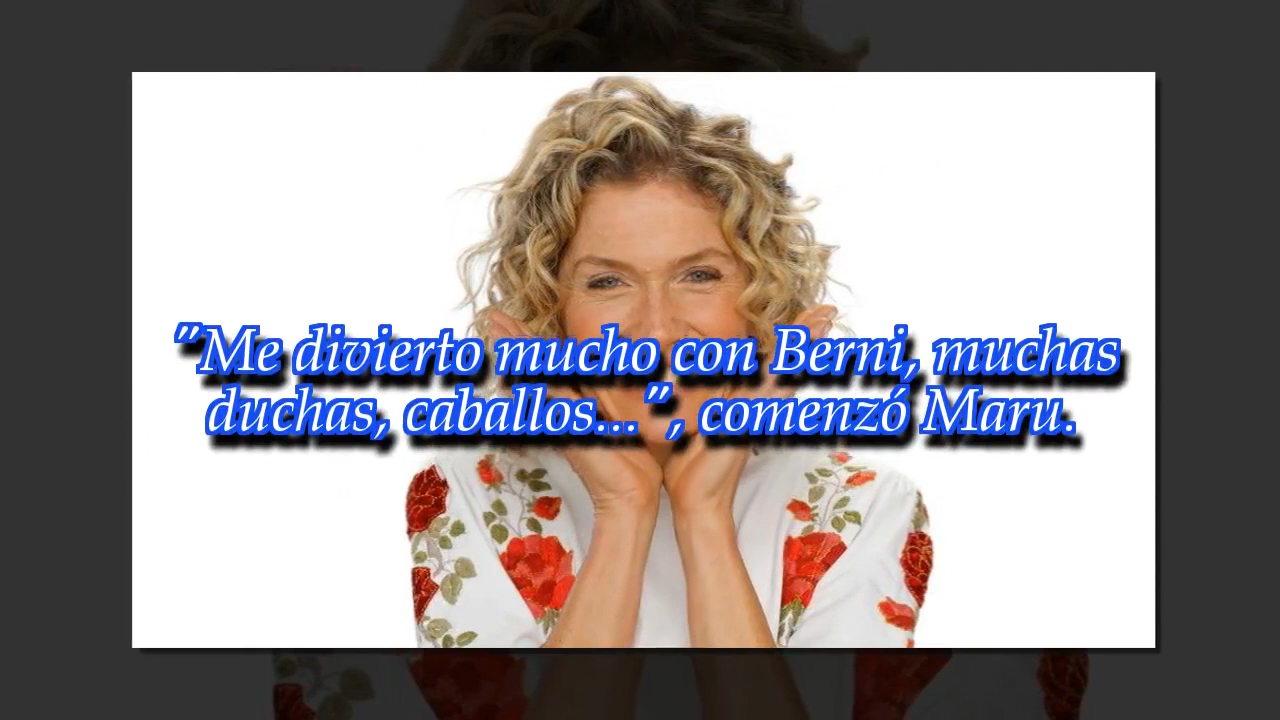 "Me divierto mucho con Berni, muchas
duchas, caballos...", comenzó Maru.